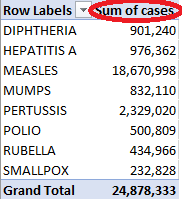 Row Labels Sum of cases
DIPHTHERIA 901,240
HEPATITIS A 976,362
MEASLES 18,670,998
MUMPS 832,110
PERTUSSIS 2,329,020
POLIO 500,809
RUBELLA 434,966
SMALLPOX 232,828
Grand Total 24,878,333